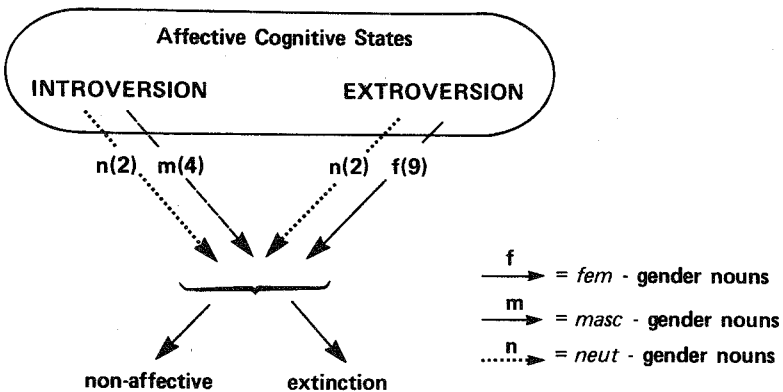 Affective Cognitive States
INTROVERSION EXTROVERSION
n(2) m(4) n(2) f(9)
f
= fem - gender nouns
m
= masc - gender nouns
n
= neut - gender nouns
non-affective extinction